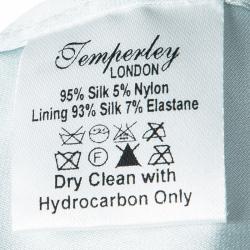 Temperley
LONDON
95% Silk 5% Nylon
Lining 93% Silk 7% Elastane
F
Dry Clean with
Hydrocarbon Only